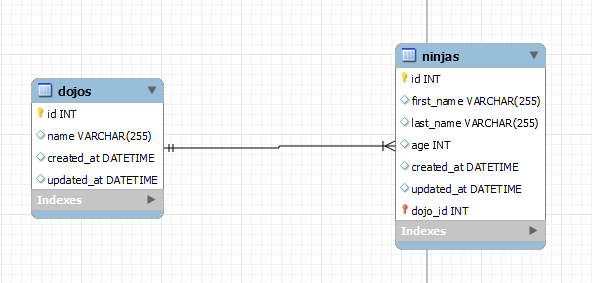 dojos
id INT
name VARCHAR(255)
created_at DATETIME
updated_at DATETIME
Indexes
ninjas
id INT
first_name VARCHAR(255)
last_name VARCHAR(255)
age INT
created_at DATETIME
updated_at DATETIME
dojo_id INT
Indexes